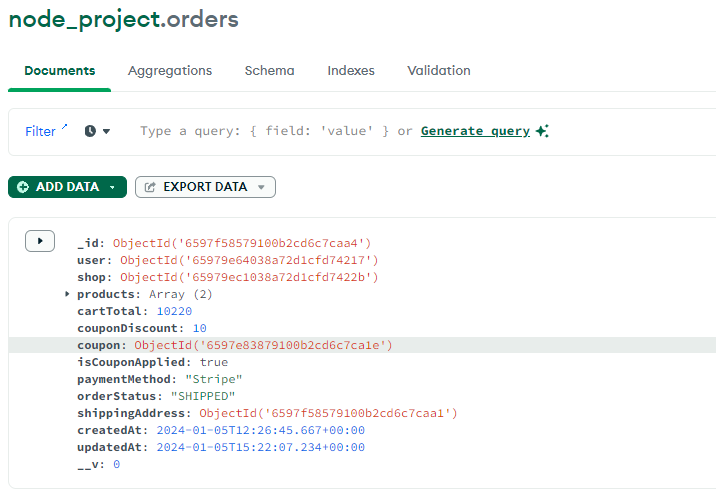 node_project.orders
Documents Aggregations Schema Indexes Validation
Filter Type a query: { field: 'value' } or Generate query
ADD DATA EXPORT DATA
_id: ObjectId('6597f58579100b2cd6c7caa4')
user: ObjectId('65979e64038a72d1cfd74217')
shop: ObjectId('65979ec1038a72d1cfd7422b')
products: Array (2)
cartTotal: 10220
couponDiscount: 10
coupon: ObjectId('6597e83879100b2cd6c7ca1e')
isCouponApplied: true
paymentMethod: "Stripe"
orderStatus: "SHIPPED"
shippingAddress: ObjectId('6597f58579100b2cd6c7caa1')
createdAt: 2024-01-05T12:26:45.667+00:00
updatedAt: 2024-01-05T15:22:07.234+00:00
__v: 0